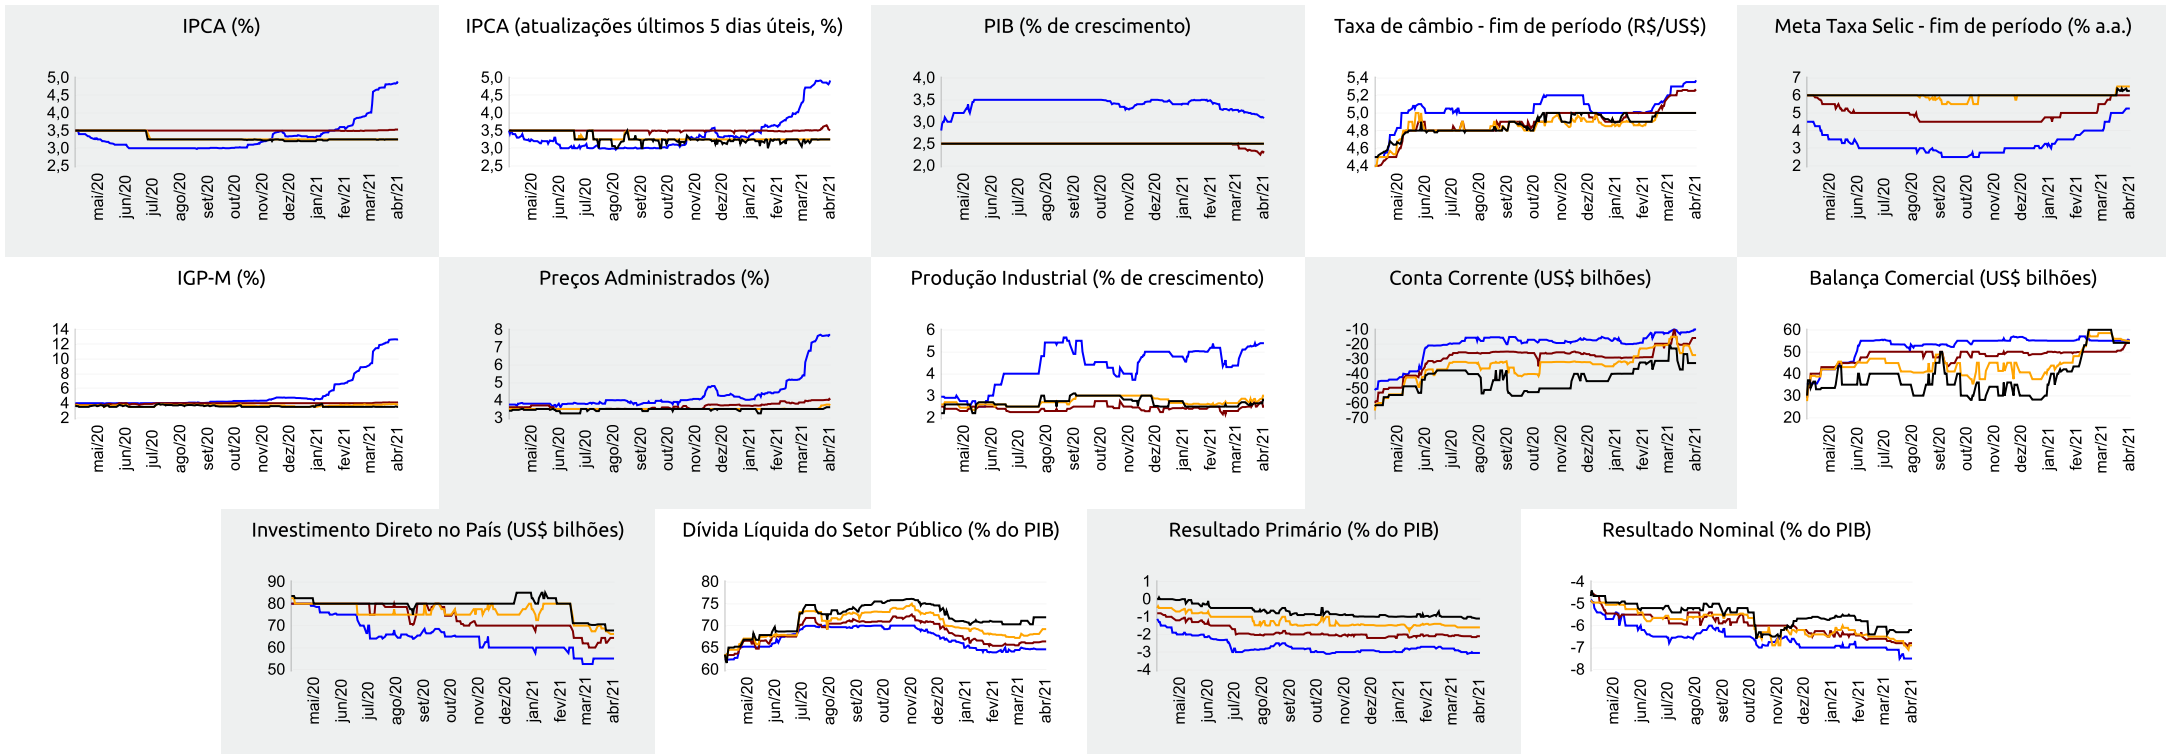 IPCA (%)
5,0
4,5
4,0
3,5
3,0
2,5
mai/20 jun/20 jul/20 ago/20 set/20 out/20 nov/20 dez/20 jan/21 fev/21 mar/21 abr/21
IPCA (atualizações últimos 5 dias úteis, %)
5,0
4,5
4,0
3,5
3,0
2,5
mai/20 jun/20 jul/20 ago/20 set/20 out/20 nov/20 dez/20 jan/21 fev/21 mar/21 abr/21
PIB (% de crescimento)
4,0
3,5
3,0
2,5
2,0
mai/20 jun/20 jul/20 ago/20 set/20 out/20 nov/20 dez/20 jan/21 fev/21 mar/21 abr/21
Taxa de câmbio - fim de período (R$/US$)
5,4
5,2
5,0
4,8
4,6
4,4
mai/20 jun/20 jul/20 ago/20 set/20 out/20 nov/20 dez/20 jan/21 fev/21 mar/21 abr/21
Meta Taxa Selic - fim de período (% a.a.)
7
6
5
4
3
2
mai/20 jun/20 jul/20 ago/20 set/20 out/20 nov/20 dez/20 jan/21 fev/21 mar/21 abr/21
IGP-M (%)
14
12
10
8
6
4
2
mai/20 jun/20 jul/20 ago/20 set/20 out/20 nov/20 dez/20 jan/21 fev/21 mar/21 abr/21
Preços Administrados (%)
8
7
6
5
4
3
mai/20 jun/20 jul/20 ago/20 set/20 out/20 nov/20 dez/20 jan/21 fev/21 mar/21 abr/21
Produção Industrial (% de crescimento)
6
5
4
3
2
mai/20 jun/20 jul/20 ago/20 set/20 out/20 nov/20 dez/20 jan/21 fev/21 mar/21 abr/21
Conta Corrente (US$ bilhões)
-10
-20
-30
-40
-50
-60
-70
mai/20 jun/20 jul/20 ago/20 set/20 out/20 nov/20 dez/20 jan/21 fev/21 mar/21 abr/21
Balança Comercial (US$ bilhões)
60
50
40
30
20
mai/20 jun/20 jul/20 ago/20 set/20 out/20 nov/20 dez/20 jan/21 fev/21 mar/21 abr/21
Investimento Direto no País (US$ bilhões)
90
80
70
60
50
mai/20 jun/20 jul/20 ago/20 set/20 out/20 nov/20 dez/20 jan/21 fev/21 mar/21 abr/21
Dívida Líquida do Setor Público (% do PIB)
80
75
70
65
60
mai/20 jun/20 jul/20 ago/20 set/20 out/20 nov/20 dez/20 jan/21 fev/21 mar/21 abr/21
Resultado Primário (% do PIB)
1
0
-1
-2
-3
-4
mai/20 jun/20 jul/20 ago/20 set/20 out/20 nov/20 dez/20 jan/21 fev/21 mar/21 abr/21
Resultado Nominal (% do PIB)
-4
-5
-6
-7
-8
mai/20 jun/20 jul/20 ago/20 set/20 out/20 nov/20 dez/20 jan/21 fev/21 mar/21 abr/21